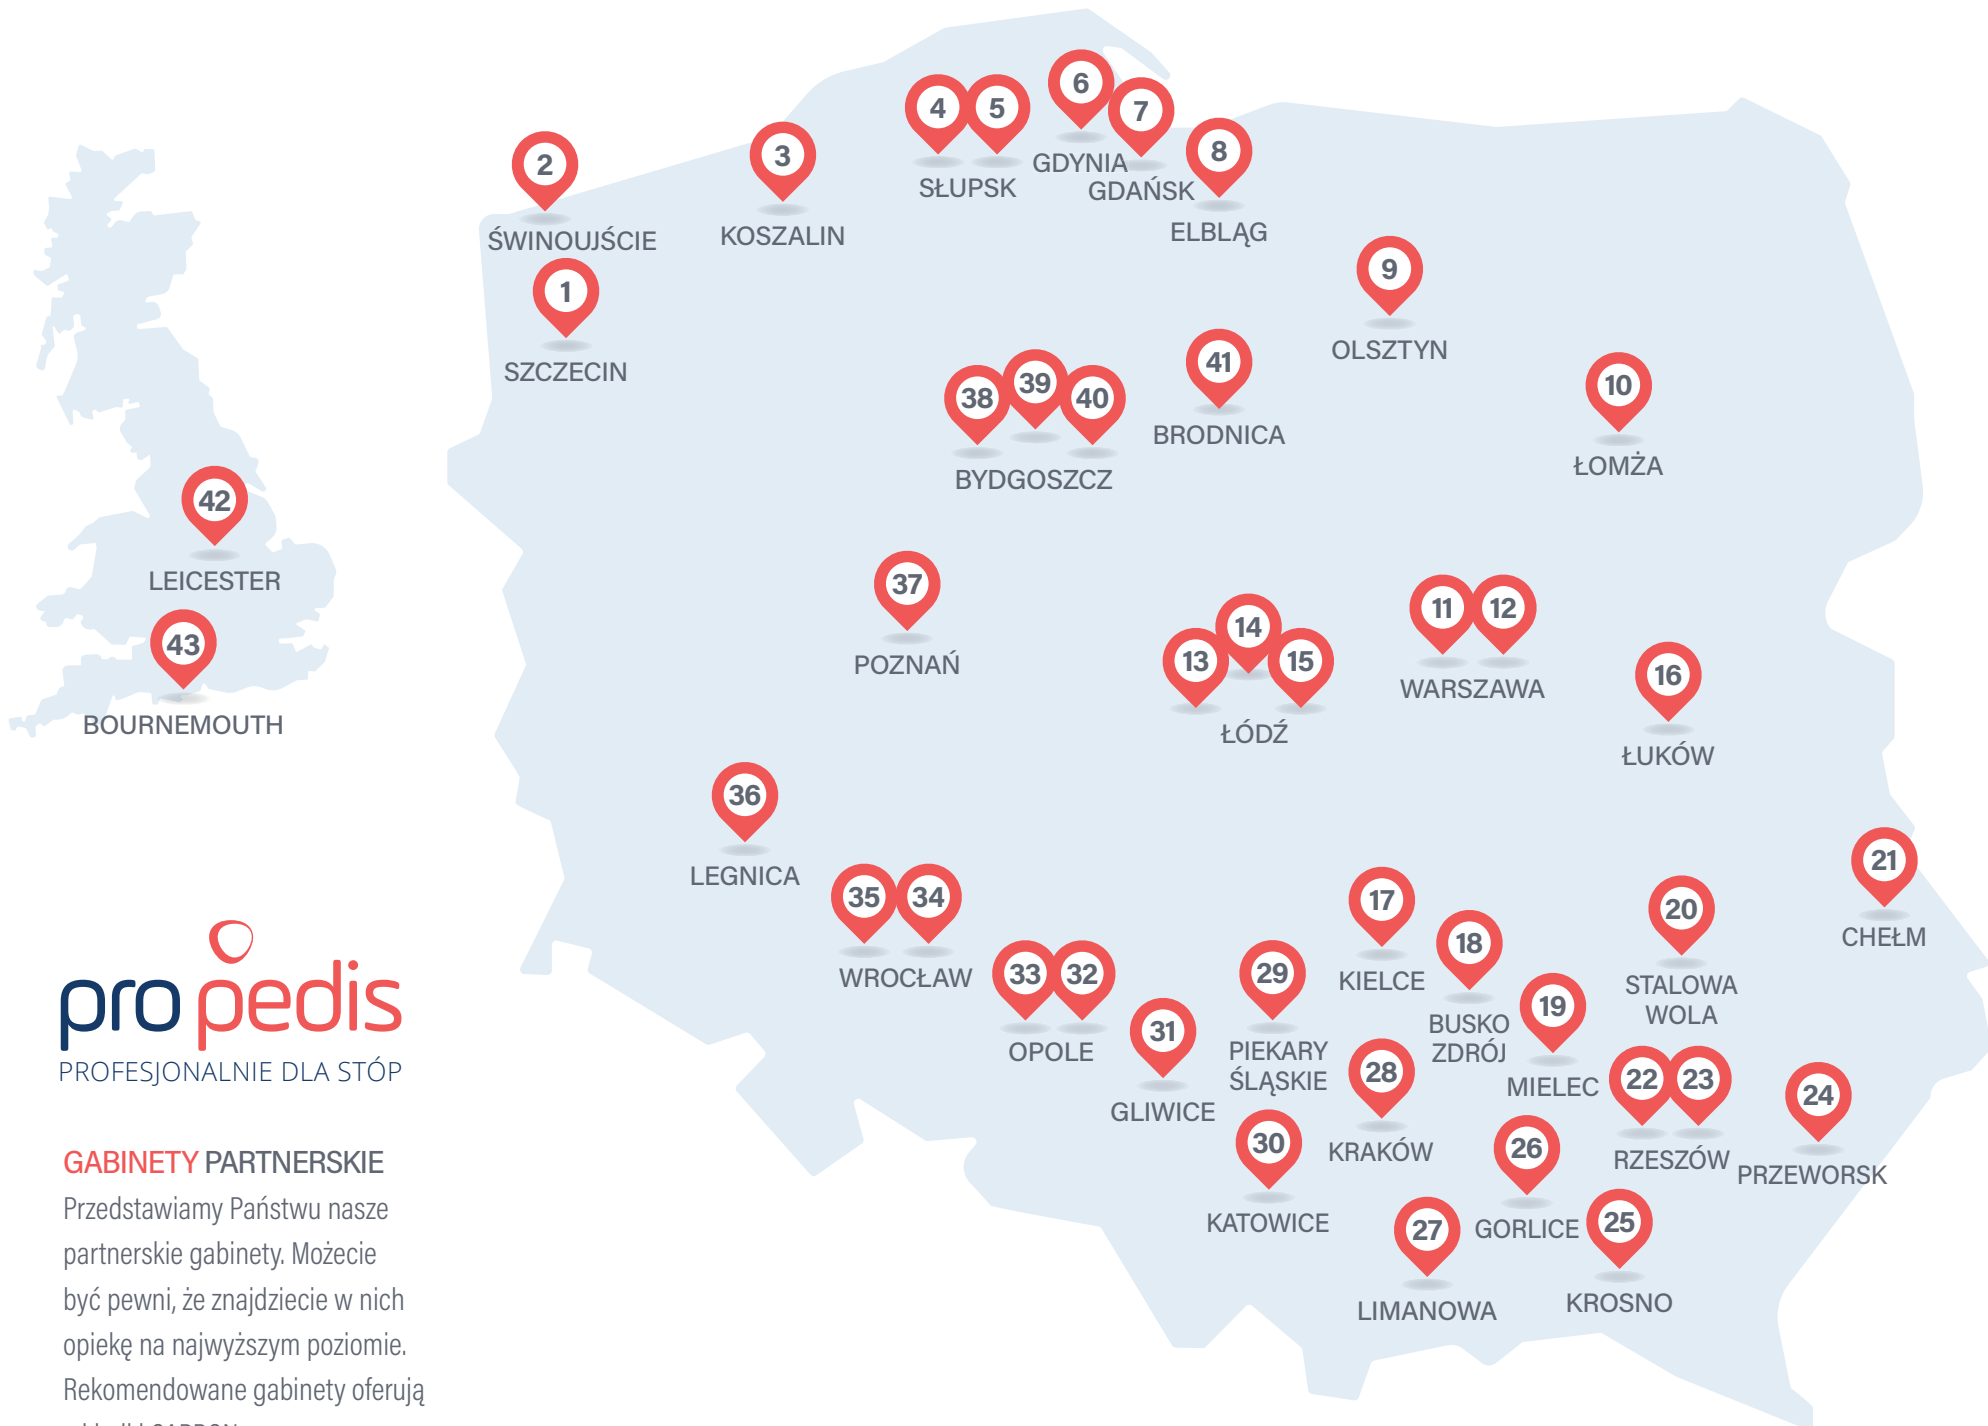 6
4
5
7
8
2
3
GDYNIA
SŁUPSK
GDAŃSK
ŚWINOUJŚCIE
KOSZALIN
ELBLĄG
9
1
OLSZTYN
SZCZECIN
41
10
38
39
40
BRODNICA
ŁOMŻA
BYDGOSZCZ
42
LEICESTER
37
14
11
12
43
13
15
POZNAŃ
WARSZAWA
16
BOURNEMOUTH
ŁÓDŹ
ŁUKÓW
36
LEGNICA
21
35
34
17
20
CHEŁM
18
WROCŁAW
33
32
29
KIELCE
STALOWA
WOLA
19
BUSKO
ZDRÓJ
31
OPOLE
PIEKARY
ŚLĄSKIE
28
MIELEC
22
23
24
GLIWICE
30
KRAKÓW
26
RZESZÓW
PRZEWORSK
KATOWICE
27
GORLICE
25
LIMANOWA
KROSNO
pro pedis
PROFESJONALNIE DLA STÓP
GABINETY PARTNERSKIE
Przedstawiamy Państwu nasze
partnerskie gabinety. Możecie
być pewni, że znajdziecie w nich
opiekę na najwyższym poziomie.
Rekomendowane gabinety oferują